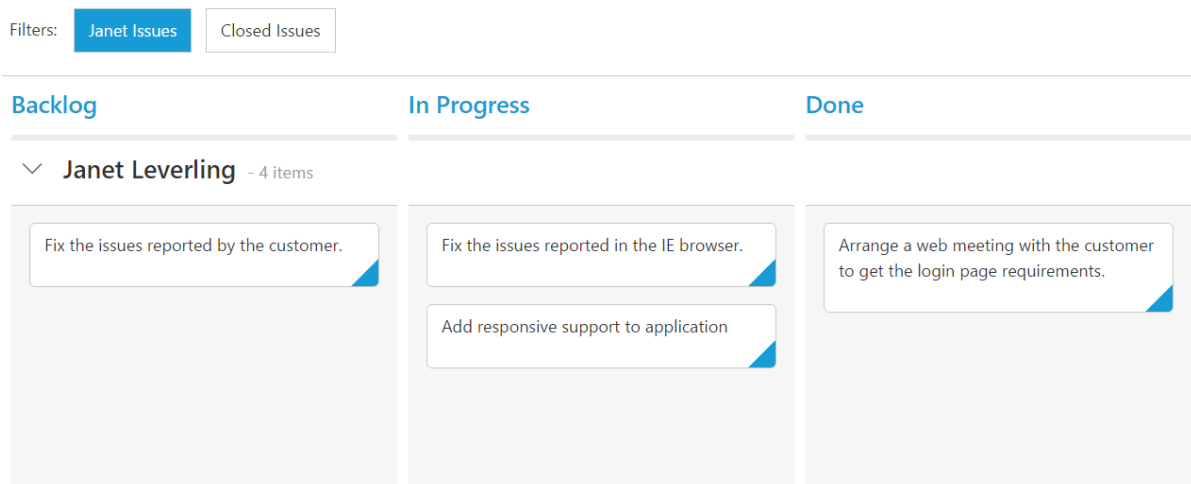 Filters: Janet Issues Closed Issues
Backlog In Progress Done
Janet Leverling - 4 items
Fix the issues reported by the customer.
Fix the issues reported in the IE browser.
Add responsive support to application
Arrange a web meeting with the customer
to get the login page requirements.